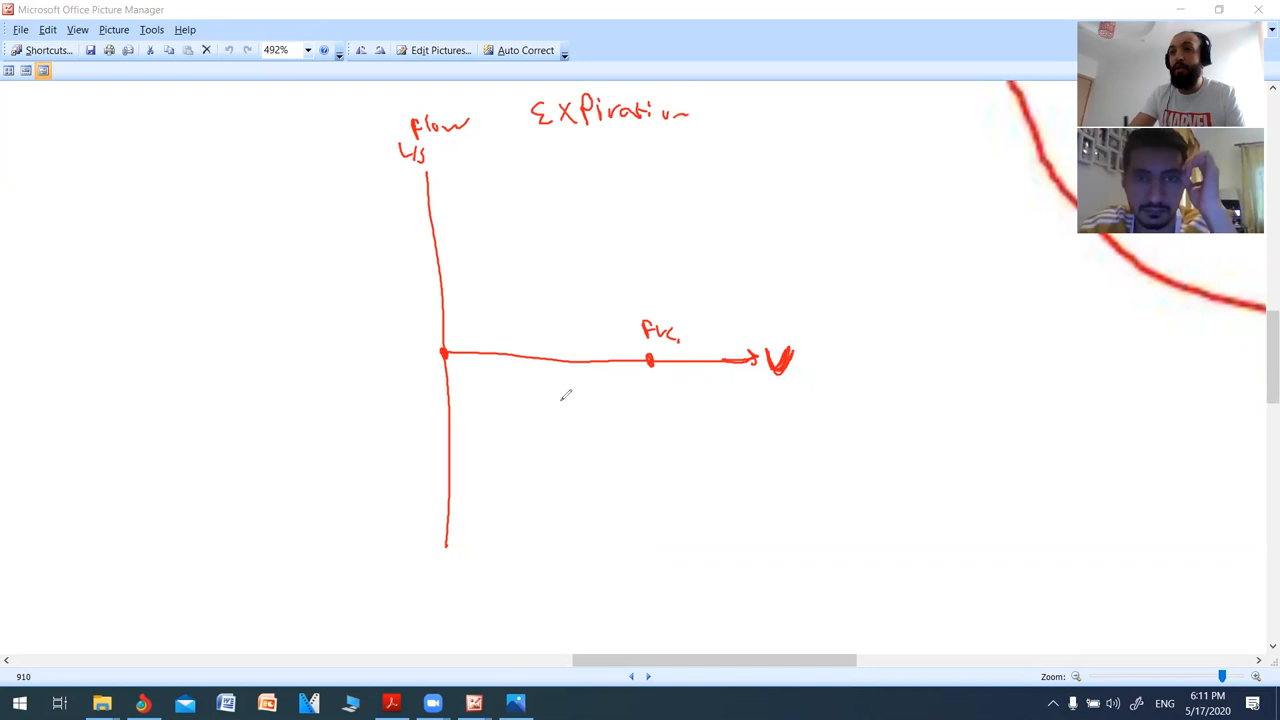 Microsoft Office Picture Manager
File Edit View Picture Tools Help
Shortcuts... 492% Edit Pictures... Auto Correct
Expiration
Flow
L/s
FVC.
V
MARVEL
910
Zoom:
ENG
6:11 PM
5/17/2020